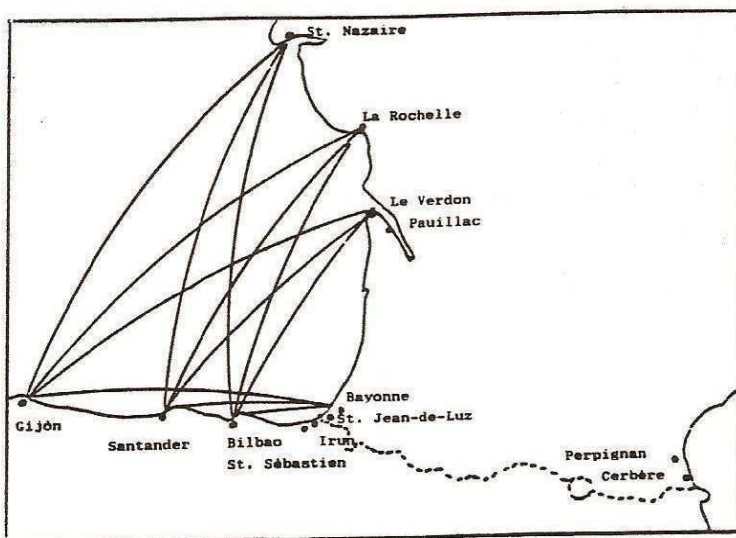 St. Nazaire
La Rochelle
Le Verdon
Pauillac
Bayonne
St. Jean-de-Luz
Gijòn
Santander
Bilbao
Irun
St. Sébastien
Perpignan
Cerbère